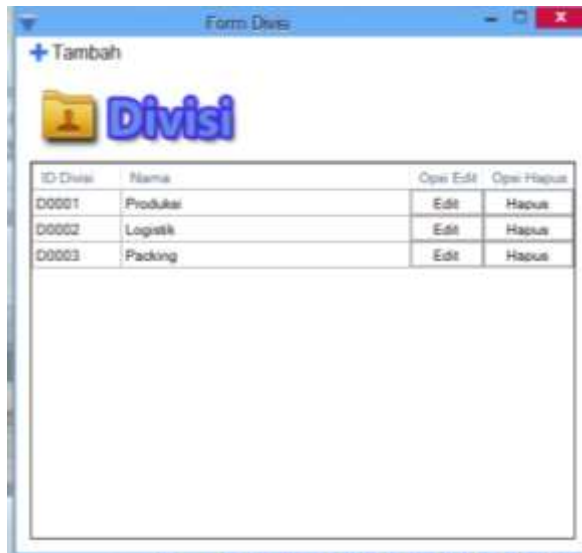 Form Divisi
Tambah
Divisi
ID Divisi Nama Opsi Edit Opsi Hapus
D0001 Produksi Edit Hapus
D0002 Logistik Edit Hapus
D0003 Packing Edit Hapus